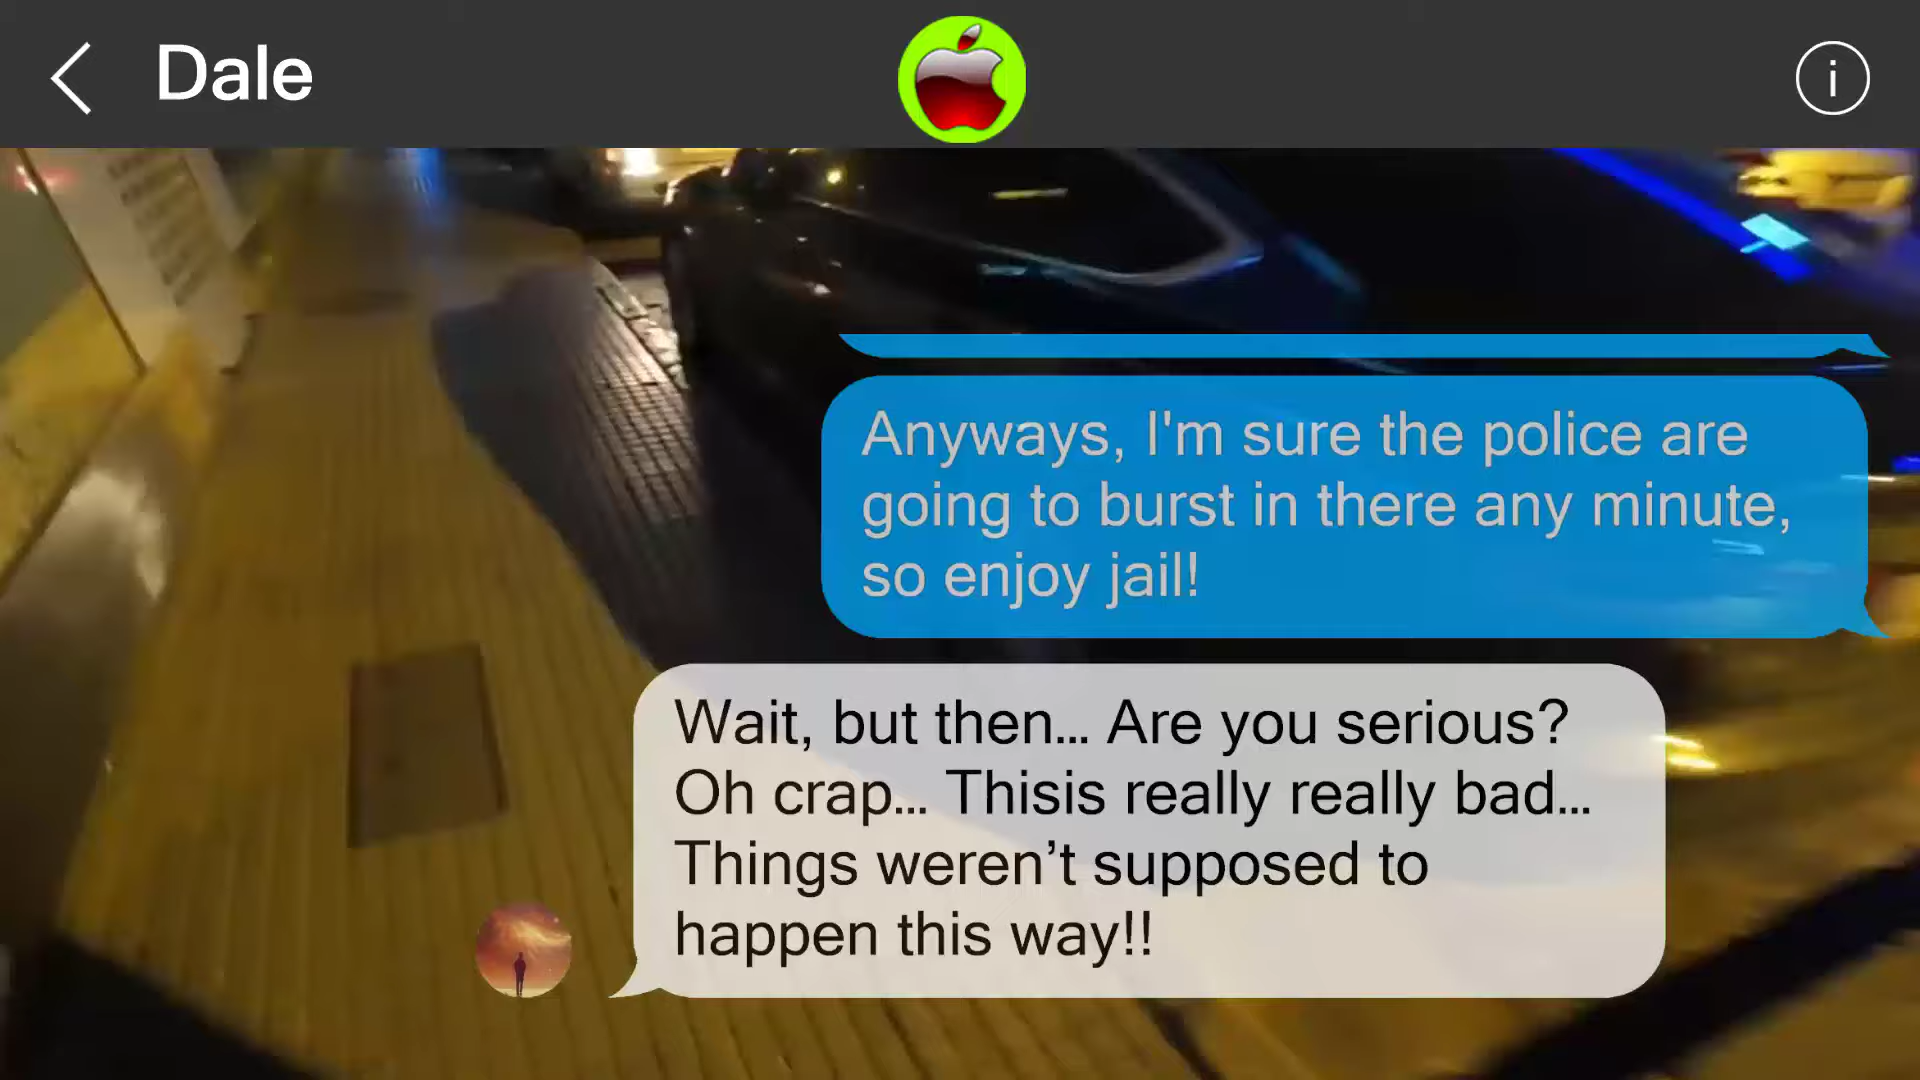 Dale
Anyways, I'm sure the police are
going to burst in there any minute,
so enjoy jail!
Wait, but then... Are you serious?
Oh crap... Thisis really really bad...
Things weren’t supposed to
happen this way!!